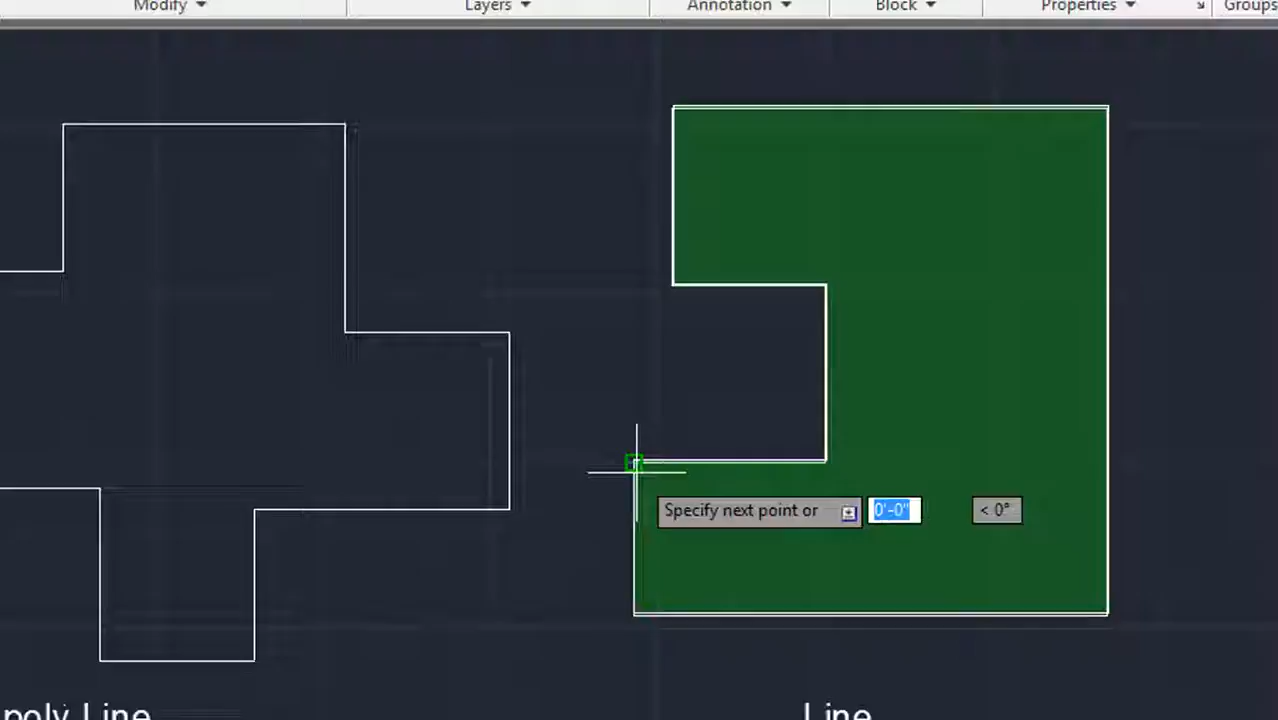 Modify Layers Annotation Block Properties Groups
Specify next point or 0'-0" < 0°
poly Line Line